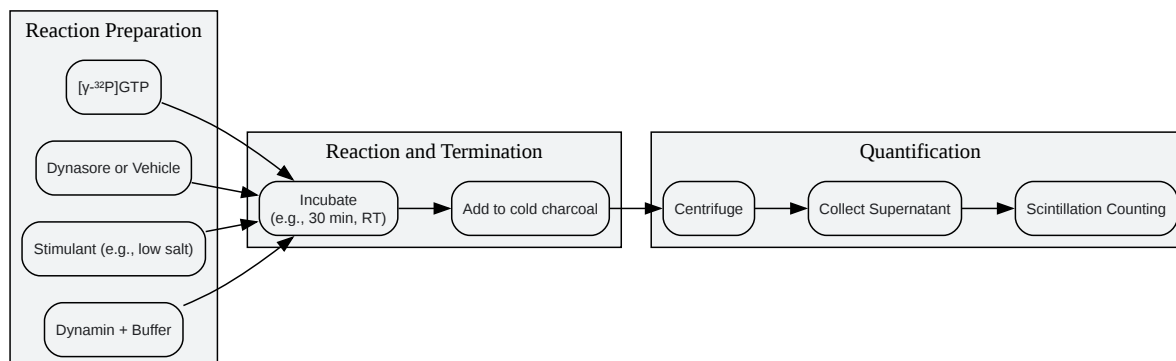 Reaction Preparation
[γ-³²P]GTP
Dynasore or Vehicle
Stimulant (e.g., low salt)
Dynamin + Buffer
Reaction and Termination
Incubate
(e.g., 30 min, RT)
Add to cold charcoal
Quantification
Centrifuge
Collect Supernatant
Scintillation Counting